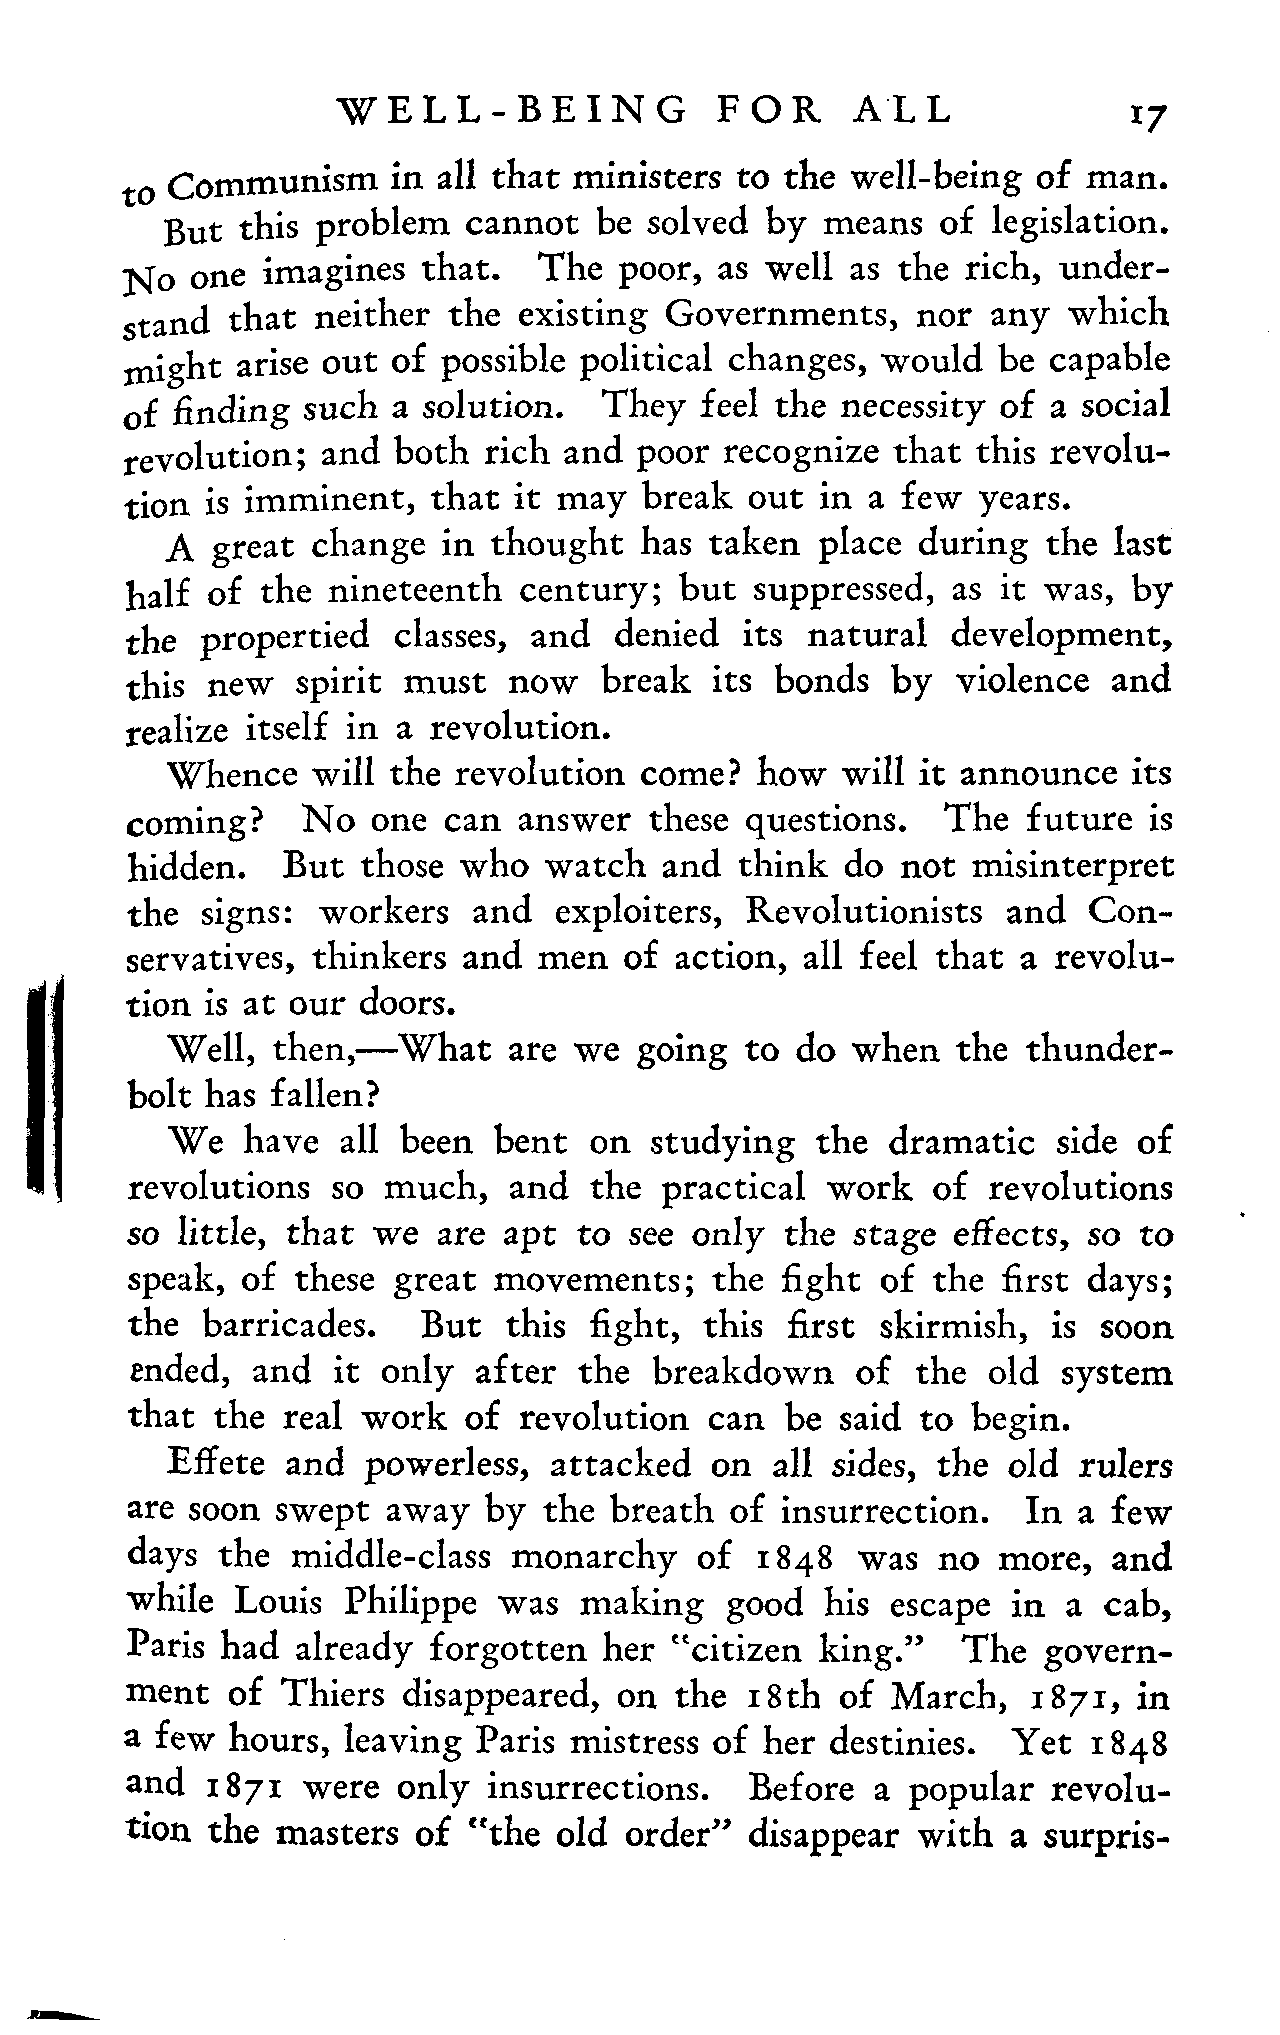 WELL-BEING FOR ALL 17
to Communism in all that ministers to the well-being of man.
But this problem cannot be solved by means of legislation.
No one imagines that. The poor, as well as the rich, under-
stand that neither the existing Governments, nor any which
might arise out of possible political changes, would be capable
of finding such a solution. They feel the necessity of a social
revolution; and both rich and poor recognize that this revolu-
tion is imminent, that it may break out in a few years.
A great change in thought has taken place during the last
half of the nineteenth century; but suppressed, as it was, by
the propertied classes, and denied its natural development,
this new spirit must now break its bonds by violence and
realize itself in a revolution.
Whence will the revolution come? how will it announce its
coming? No one can answer these questions. The future is
hidden. But those who watch and think do not misinterpret
the signs: workers and exploiters, Revolutionists and Con-
servatives, thinkers and men of action, all feel that a revolu-
tion is at our doors.
Well, then,—What are we going to do when the thunder-
bolt has fallen?
We have all been bent on studying the dramatic side of
revolutions so much, and the practical work of revolutions
so little, that we are apt to see only the stage effects, so to
speak, of these great movements; the fight of the first days;
the barricades. But this fight, this first skirmish, is soon
ended, and it only after the breakdown of the old system
that the real work of revolution can be said to begin.
Effete and powerless, attacked on all sides, the old rulers
are soon swept away by the breath of insurrection. In a few
days the middle-class monarchy of 1848 was no more, and
while Louis Philippe was making good his escape in a cab,
Paris had already forgotten her "citizen king." The govern-
ment of Thiers disappeared, on the 18th of March, 1871, in
a few hours, leaving Paris mistress of her destinies. Yet 1848
and 1871 were only insurrections. Before a popular revolu-
tion the masters of "the old order" disappear with a surpris-